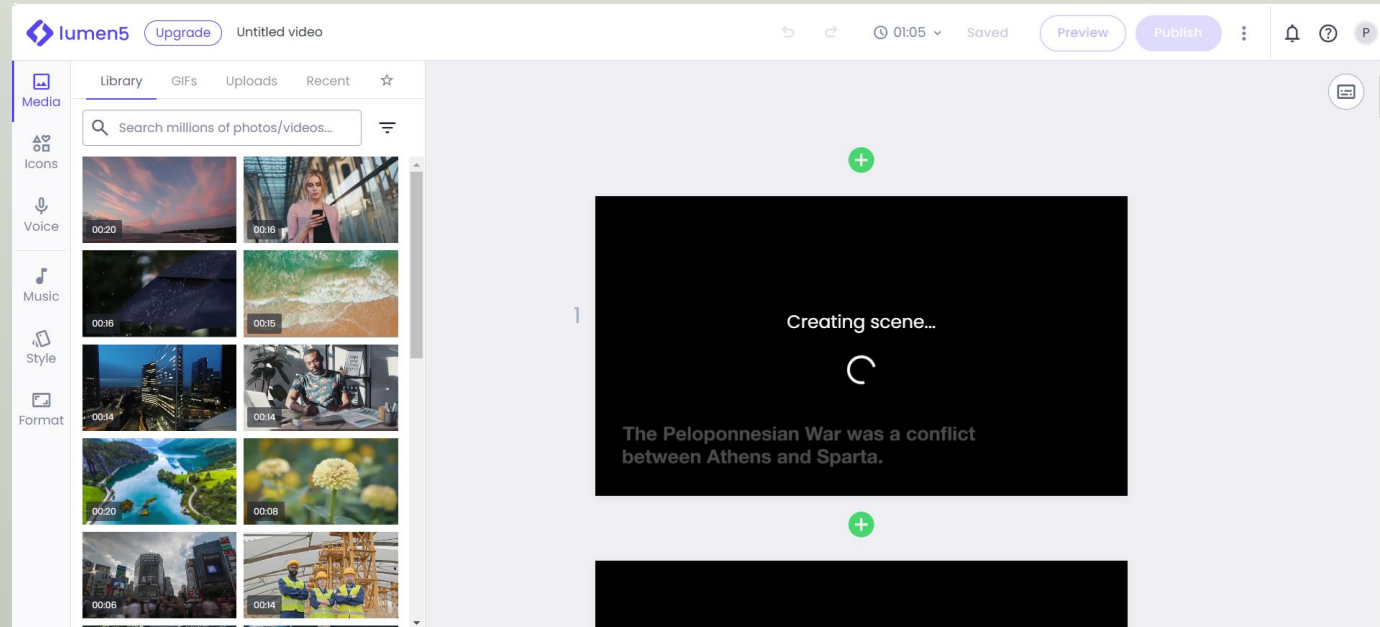 lumen5 Upgrade Untitled video 01:05 Saved Preview Publish P
Media
Icons
Voice
Music
Style
Format
Library GIFs Uploads Recent
Search millions of photos/videos...
00:20 00:16
00:16 00:15
00:14 00:14
00:20 00:08
00:06 00:14
1
Creating scene...
The Peloponnesian War was a conflict
between Athens and Sparta.